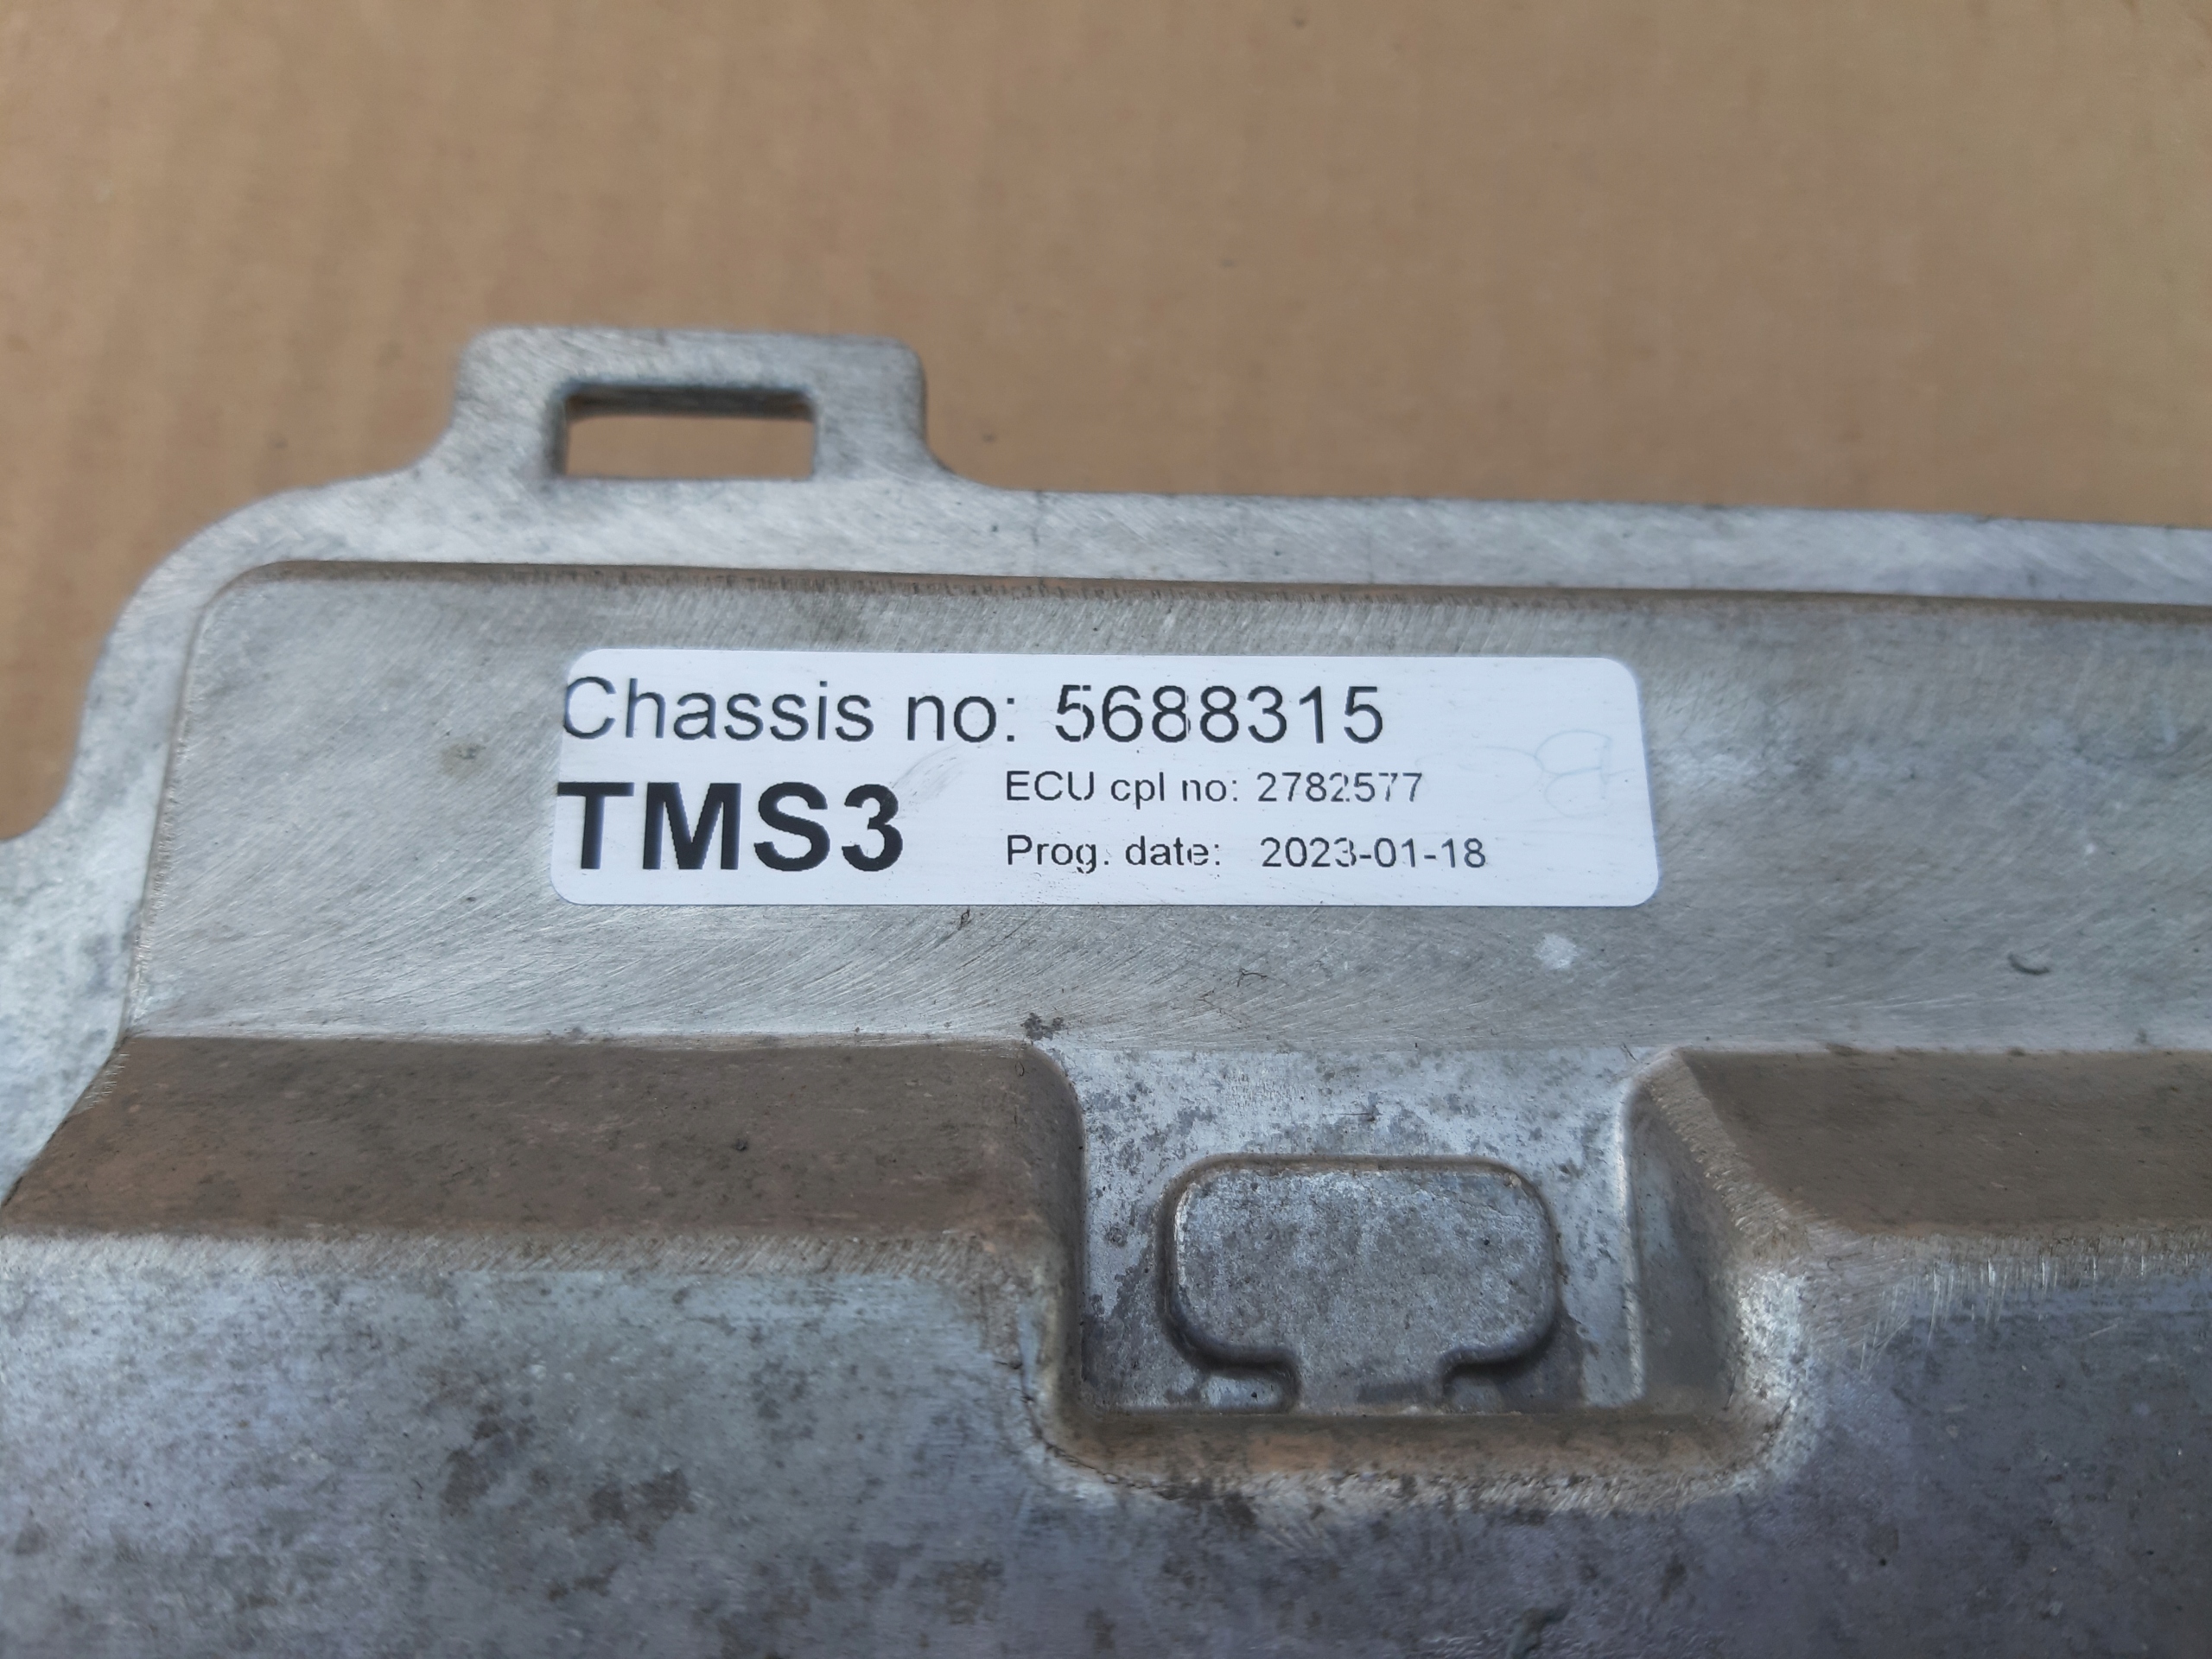 Chassis no: 5688315
TMS3
ECU cpl no: 2782577
Prog. date: 2023-01-18